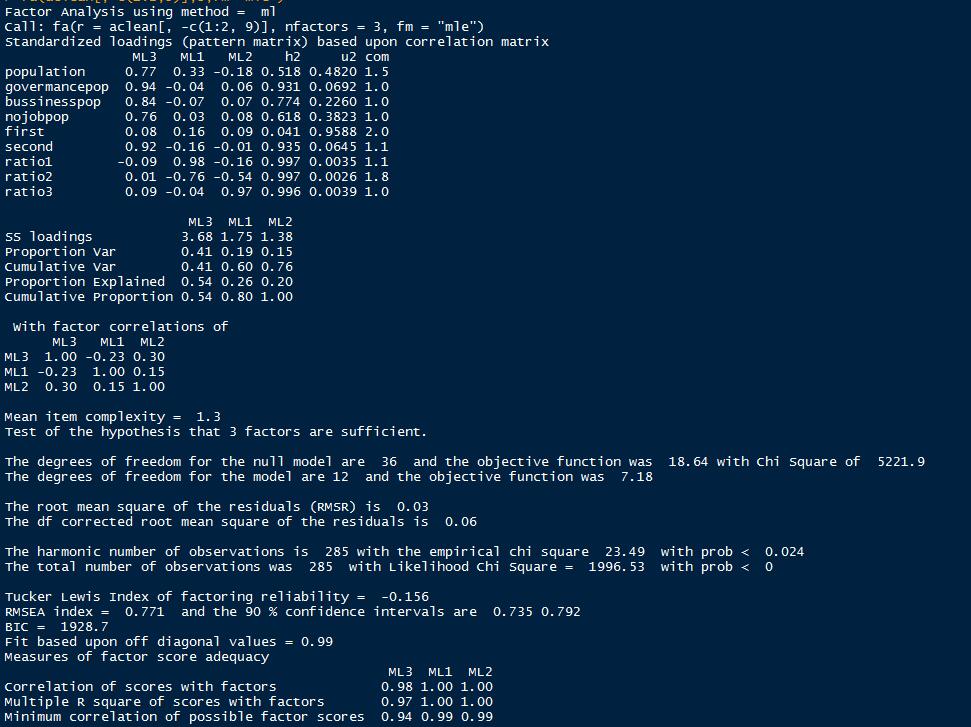 Factor Analysis using method =  ml
Call: fa(r = aclean[, -c(1:2, 9)], nfactors = 3, fm = "mle")
Standardized loadings (pattern matrix) based upon correlation matrix
                ML3   ML1   ML2    h2     u2 com
population     0.77  0.33 -0.18 0.518 0.4820 1.5
govermancepop  0.94 -0.04  0.06 0.931 0.0692 1.0
bussinesspop   0.84 -0.07  0.07 0.774 0.2260 1.0
nojobpop       0.76  0.03  0.08 0.618 0.3823 1.0
first          0.08  0.16  0.09 0.041 0.9588 2.0
second         0.92 -0.16 -0.01 0.935 0.0645 1.1
ratio1        -0.09  0.98 -0.16 0.997 0.0035 1.1
ratio2         0.01 -0.76 -0.54 0.997 0.0026 1.8
ratio3         0.09 -0.04  0.97 0.996 0.0039 1.0
                       ML3  ML1  ML2
SS loadings           3.68 1.75 1.38
Proportion Var        0.41 0.19 0.15
Cumulative Var        0.41 0.60 0.76
Proportion Explained  0.54 0.26 0.20
Cumulative Proportion 0.54 0.80 1.00
 With factor correlations of
      ML3   ML1  ML2
ML3  1.00 -0.23 0.30
ML1 -0.23  1.00 0.15
ML2  0.30  0.15 1.00
Mean item complexity =  1.3
Test of the hypothesis that 3 factors are sufficient.
The degrees of freedom for the null model are  36  and the objective function was  18.64 with Chi Square of  5221.9
The degrees of freedom for the model are 12  and the objective function was  7.18
The root mean square of the residuals (RMSR) is  0.03
The df corrected root mean square of the residuals is  0.06
The harmonic number of observations is  285 with the empirical chi square  23.49  with prob <  0.024
The total number of observations was  285  with Likelihood Chi Square =  1996.53  with prob <  0
Tucker Lewis Index of factoring reliability =  -0.156
RMSEA index =  0.771  and the 90 % confidence intervals are  0.735 0.792
BIC =  1928.7
Fit based upon off diagonal values = 0.99
Measures of factor score adequacy
                                                ML3  ML1  ML2
Correlation of scores with factors             0.98 1.00 1.00
Multiple R square of scores with factors       0.97 1.00 1.00
Minimum correlation of possible factor scores  0.94 0.99 0.99